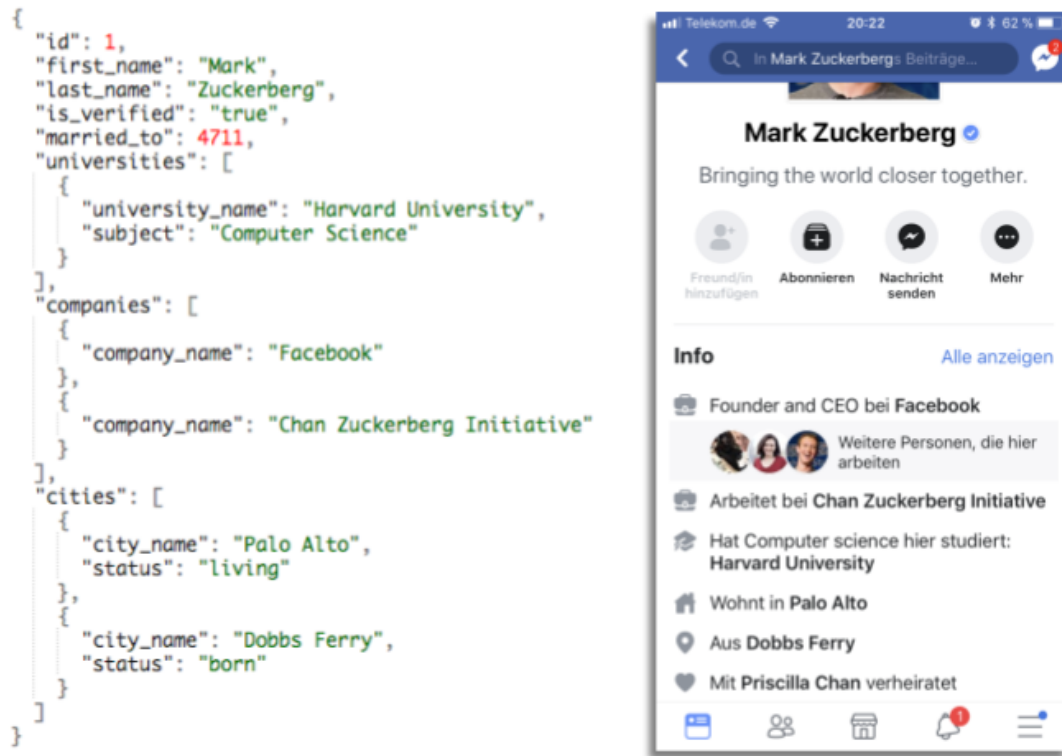 {
"id": 1,
"first_name": "Mark",
"last_name": "Zuckerberg",
"is_verified": "true",
"married_to": 4711,
"universities": [
{
"university_name": "Harvard University",
"subject": "Computer Science"
}
],
"companies": [
{
"company_name": "Facebook"
},
{
"company_name": "Chan Zuckerberg Initiative"
}
],
"cities": [
{
"city_name": "Palo Alto",
"status": "living"
},
{
"city_name": "Dobbs Ferry",
"status": "born"
}
]
}
Telekom.de 20:22 62 %
In Mark Zuckerbergs Beiträge... 2
Mark Zuckerberg
Bringing the world closer together.
Freund/in hinzufügen
Abonnieren
Nachricht senden
Mehr
Info Alle anzeigen
Founder and CEO bei Facebook
Weitere Personen, die hier
arbeiten
Arbeitet bei Chan Zuckerberg Initiative
Hat Computer science hier studiert:
Harvard University
Wohnt in Palo Alto
Aus Dobbs Ferry
Mit Priscilla Chan verheiratet
1